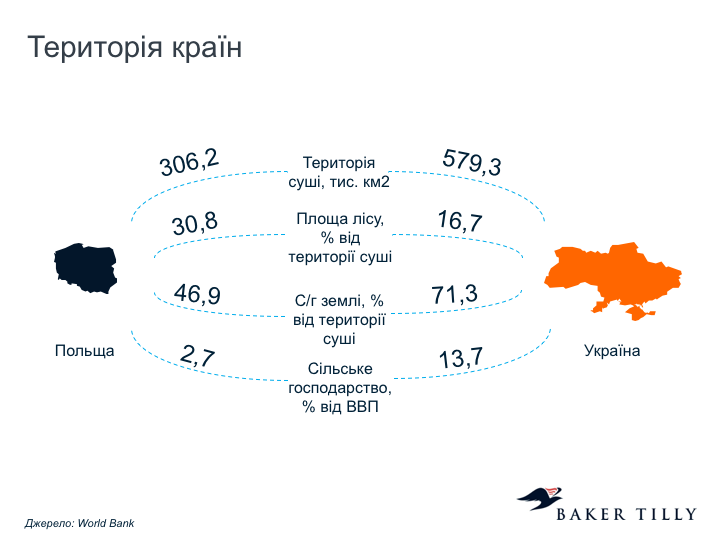 Територія країн
306,2
Територія
суші, тис. км2
579,3
30,8
Площа лісу,
% від
території суші
16,7
46,9
С/г землі, %
від території
суші
71,3
Польща
Україна
2,7
Сільське
господарство,
% від ВВП
13,7
BAKER TILLY
Джерело: World Bank